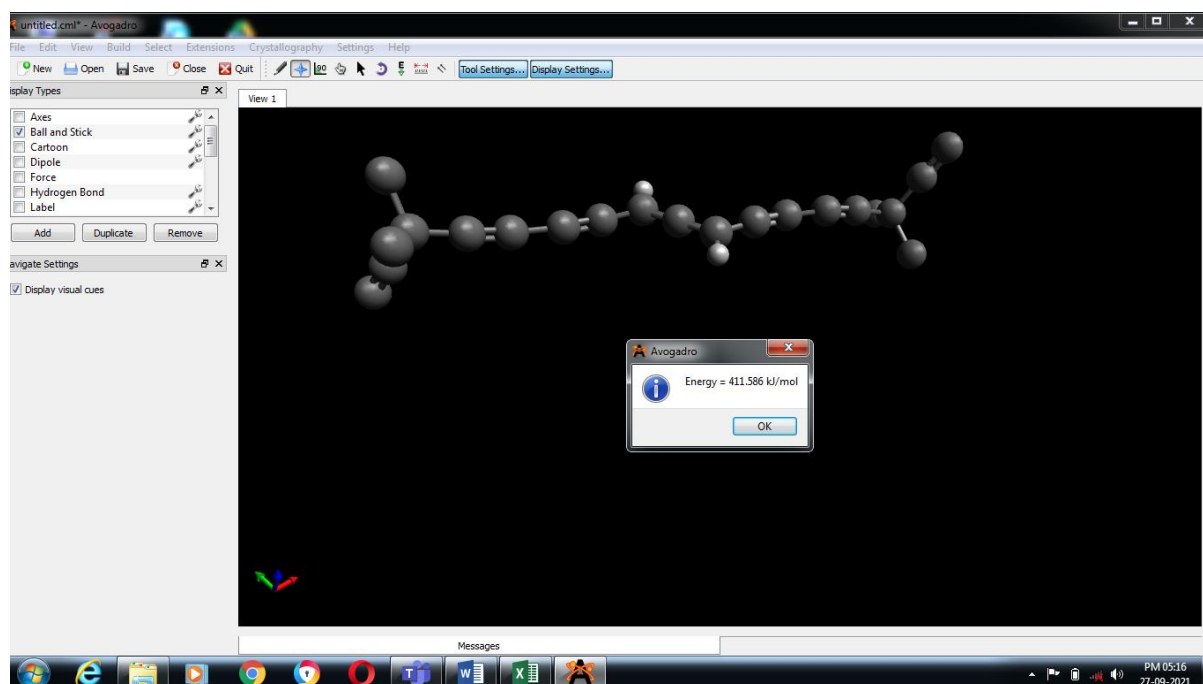 untitled.cml* - Avogadro
File Edit View Build Select Extensions Crystallography Settings Help
New Open Save Close Quit Tool Settings... Display Settings...
isplay Types
View 1
Axes
Ball and Stick
Cartoon
Dipole
Force
Hydrogen Bond
Label
Add Duplicate Remove
avigate Settings
Display visual cues
Avogadro
Energy = 411.586 kJ/mol
OK
Messages
PM 05:16
27-09-2021